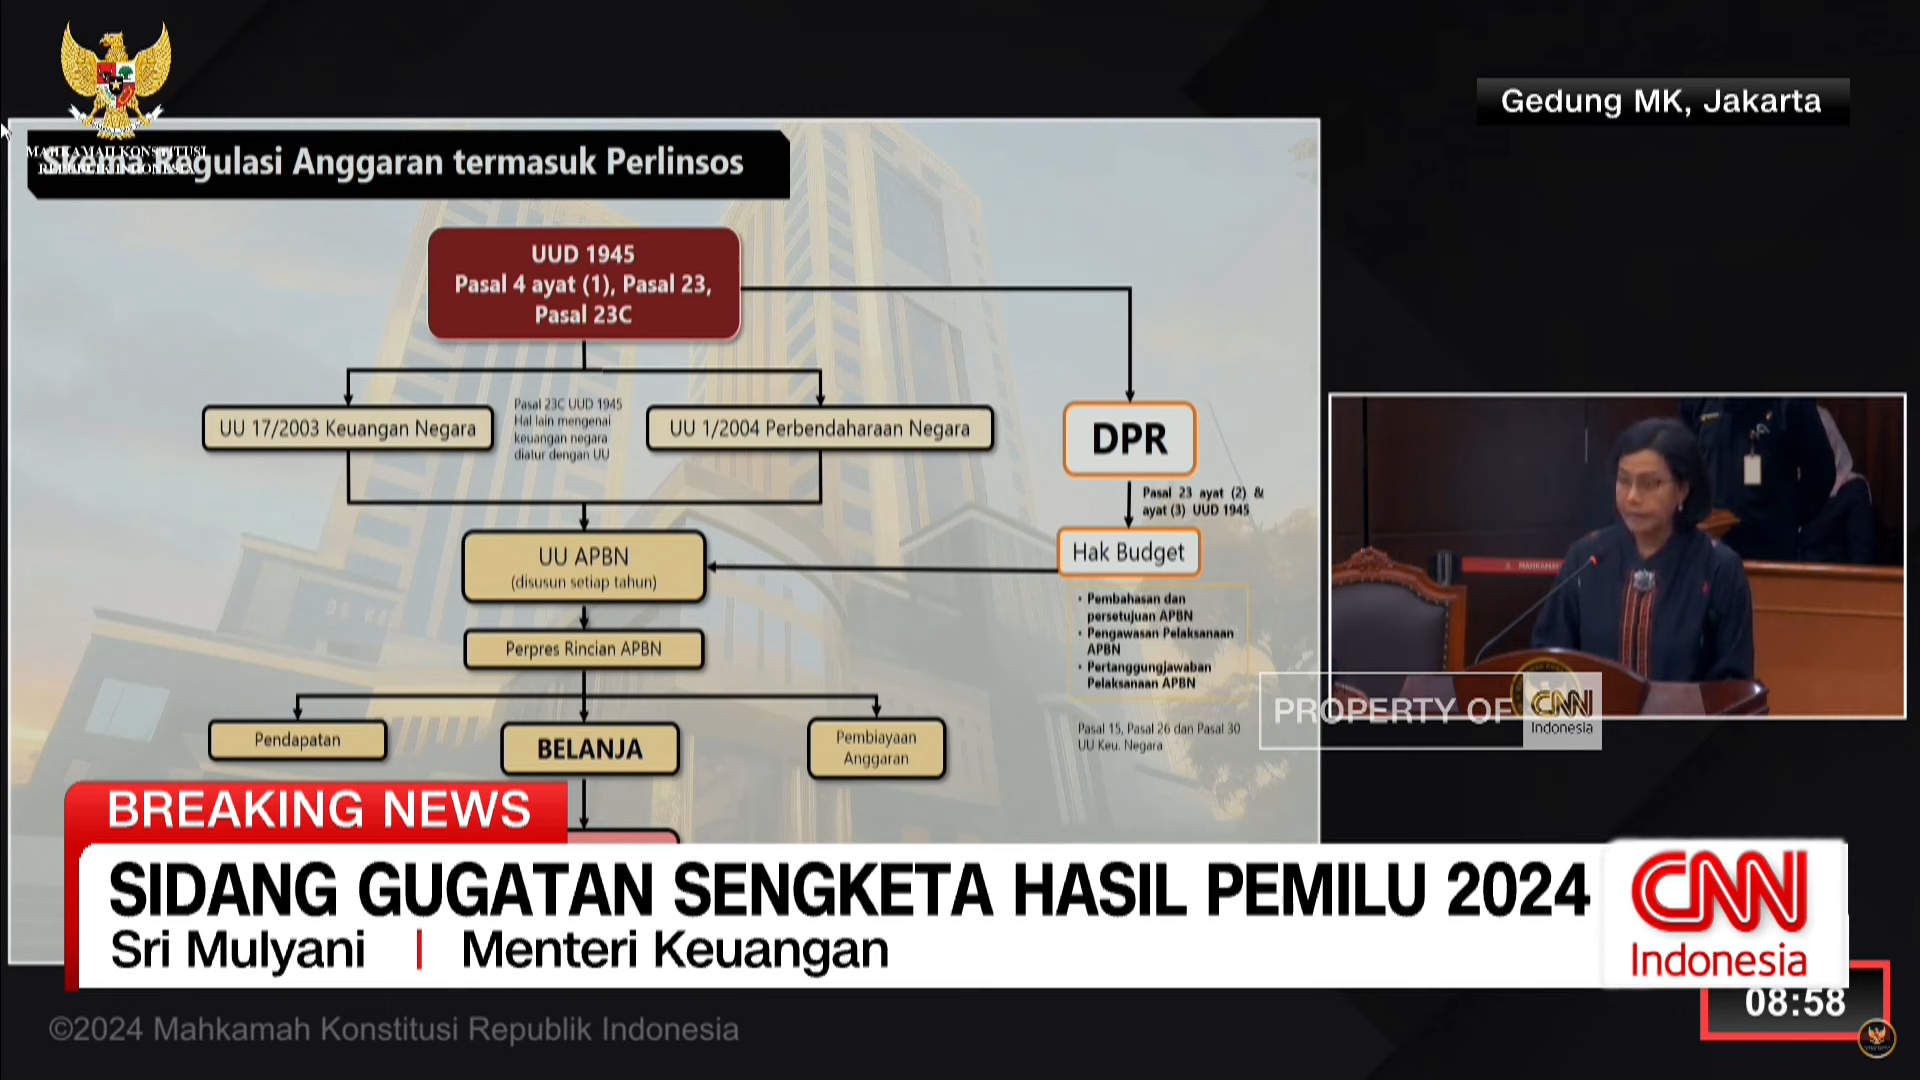 MAHKAMAH KONSTITUSI
REPUBLIK INDONESIA
Skema Regulasi Anggaran termasuk Perlinsos
Gedung MK, Jakarta
UUD 1945
Pasal 4 ayat (1), Pasal 23,
Pasal 23C
UU 17/2003 Keuangan Negara
Pasal 23C UUD 1945
Hal lain mengenai
keuangan negara
diatur dengan UU
UU 1/2004 Perbendaharaan Negara
DPR
Pasal 23 ayat (2) &
ayat (3) UUD 1945
Hak Budget
UU APBN
(disusun setiap tahun)
• Pembahasan dan
persetujuan APBN
• Pengawasan Pelaksanaan
APBN
• Pertanggungjawaban
Pelaksanaan APBN
Perpres Rincian APBN
Pasal 15, Pasal 26 dan Pasal 30
UU Keu. Negara
Pendapatan
BELANJA
Pembiayaan
Anggaran
PROPERTY OF CNN
Indonesia
BREAKING NEWS
SIDANG GUGATAN SENGKETA HASIL PEMILU 2024
Sri Mulyani | Menteri Keuangan
CNN
Indonesia
08:58
©2024 Mahkamah Konstitusi Republik Indonesia